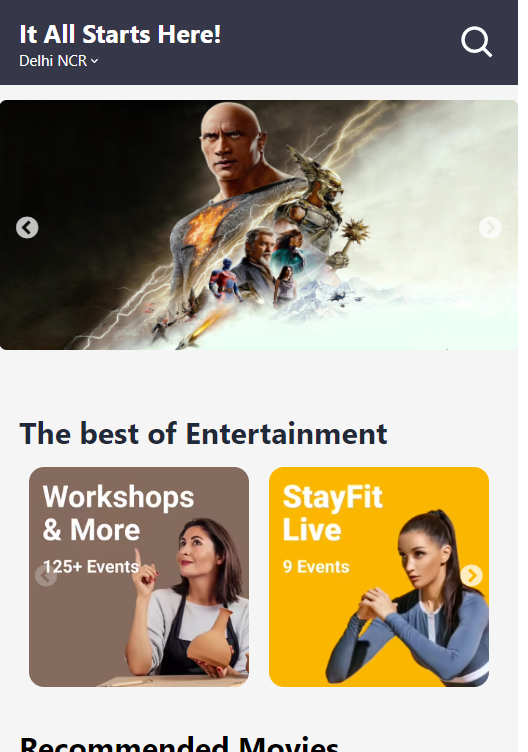 It All Starts Here!
Delhi NCR
The best of Entertainment
Workshops
& More
125+ Events
StayFit
Live
9 Events
Recommended Movies